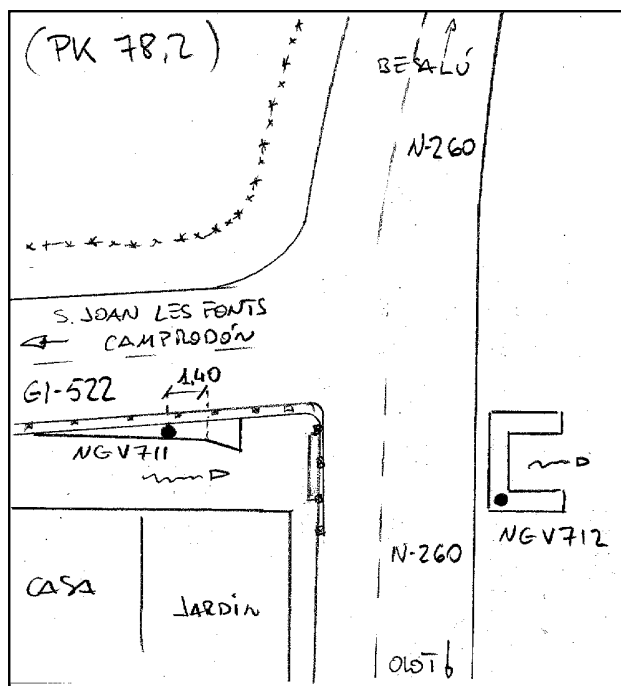 (PK 78,2)
BESALÚ
N-260
S. JOAN LES FONTS
CAMPRODÓN
GI-522
1,40
NGV711
NGV712
N-260
CASA
JARDÍN
OLOT